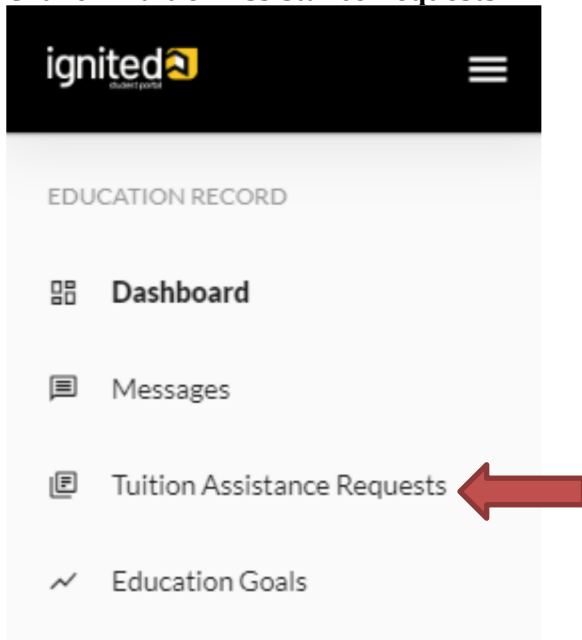 ignited
student portal
EDUCATION RECORD
Dashboard
Messages
Tuition Assistance Requests
Education Goals